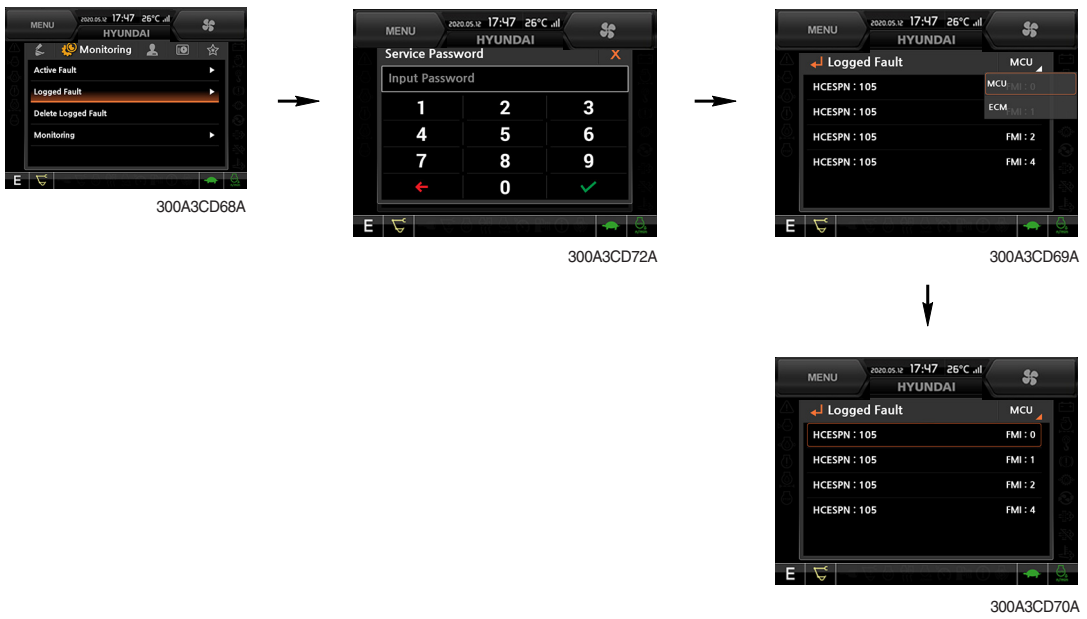 MENU 2020.05.12 17:47 26°C
HYUNDAI
Monitoring
Active Fault
Logged Fault
Delete Logged Fault
Monitoring
E
300A3CD68A
MENU 2020.05.12 17:47 26°C
HYUNDAI
Service Password X
Input Password
1 2 3
4 5 6
7 8 9
0
E
300A3CD72A
MENU 2020.05.12 17:47 26°C
HYUNDAI
Logged Fault MCU
HCESPN : 105 FMI : 0
MCU
HCESPN : 105 FMI : 1
ECM
HCESPN : 105 FMI : 2
HCESPN : 105 FMI : 4
E
300A3CD69A
MENU 2020.05.12 17:47 26°C
HYUNDAI
Logged Fault MCU
HCESPN : 105 FMI : 0
HCESPN : 105 FMI : 1
HCESPN : 105 FMI : 2
HCESPN : 105 FMI : 4
E
300A3CD70A